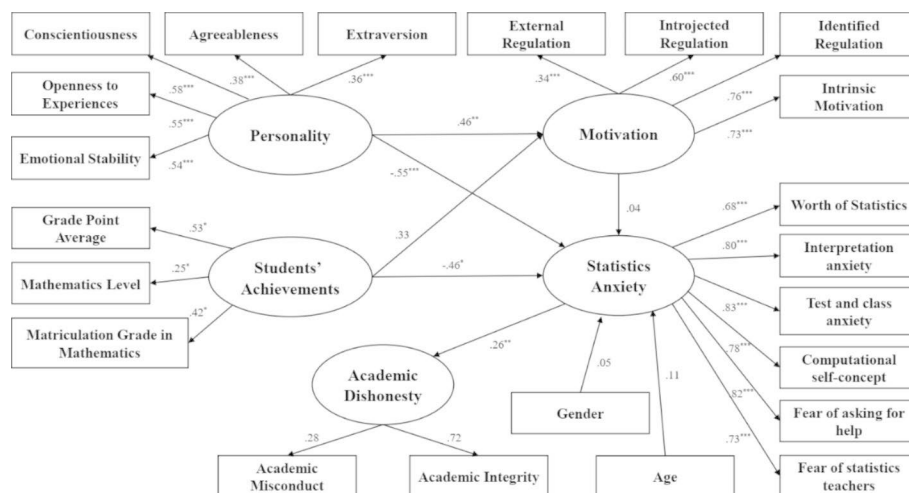 Conscientiousness
Agreeableness
Extraversion
External
Regulation
Introjected
Regulation
Identified
Regulation
Openness to
Experiences
.58***
.38***
.36***
.34***
.60***
.76***
Intrinsic
Motivation
.55***
Personality
.46**
Motivation
.73***
Emotional Stability
.54***
-.55***
.04
Grade Point
Average
.53*
.33
.68***
Worth of Statistics
.80***
Interpretation
anxiety
Mathematics Level
.25*
Students'
Achievements
-.46*
Statistics
Anxiety
.83***
Test and class
anxiety
Matriculation Grade in
Mathematics
.42*
.78***
Computational
self-concept
.26**
Academic
Dishonesty
.05
.11
.82***
Fear of asking for
help
Gender
.28
.72
.73***
Academic
Misconduct
Academic Integrity
Age
Fear of statistics
teachers